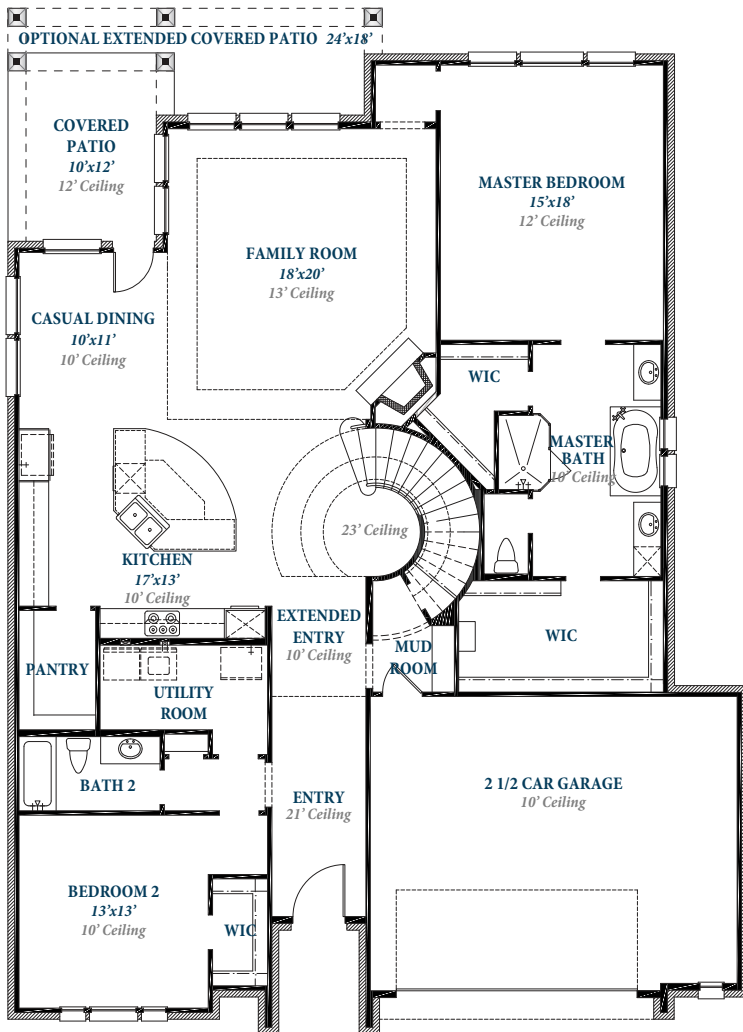 OPTIONAL EXTENDED COVERED PATIO 24'x18'
COVERED
PATIO
10'x12'
12' Ceiling
MASTER BEDROOM
15'x18'
12' Ceiling
FAMILY ROOM
18'x20'
13' Ceiling
CASUAL DINING
10'x11'
10' Ceiling
WIC
MASTER
BATH
10' Ceiling
23' Ceiling
KITCHEN
17'x13'
10' Ceiling
EXTENDED
ENTRY
10' Ceiling
MUD
ROOM
WIC
PANTRY
UTILITY
ROOM
BATH 2
ENTRY
21' Ceiling
2 1/2 CAR GARAGE
10' Ceiling
BEDROOM 2
13'x13'
10' Ceiling
WIC